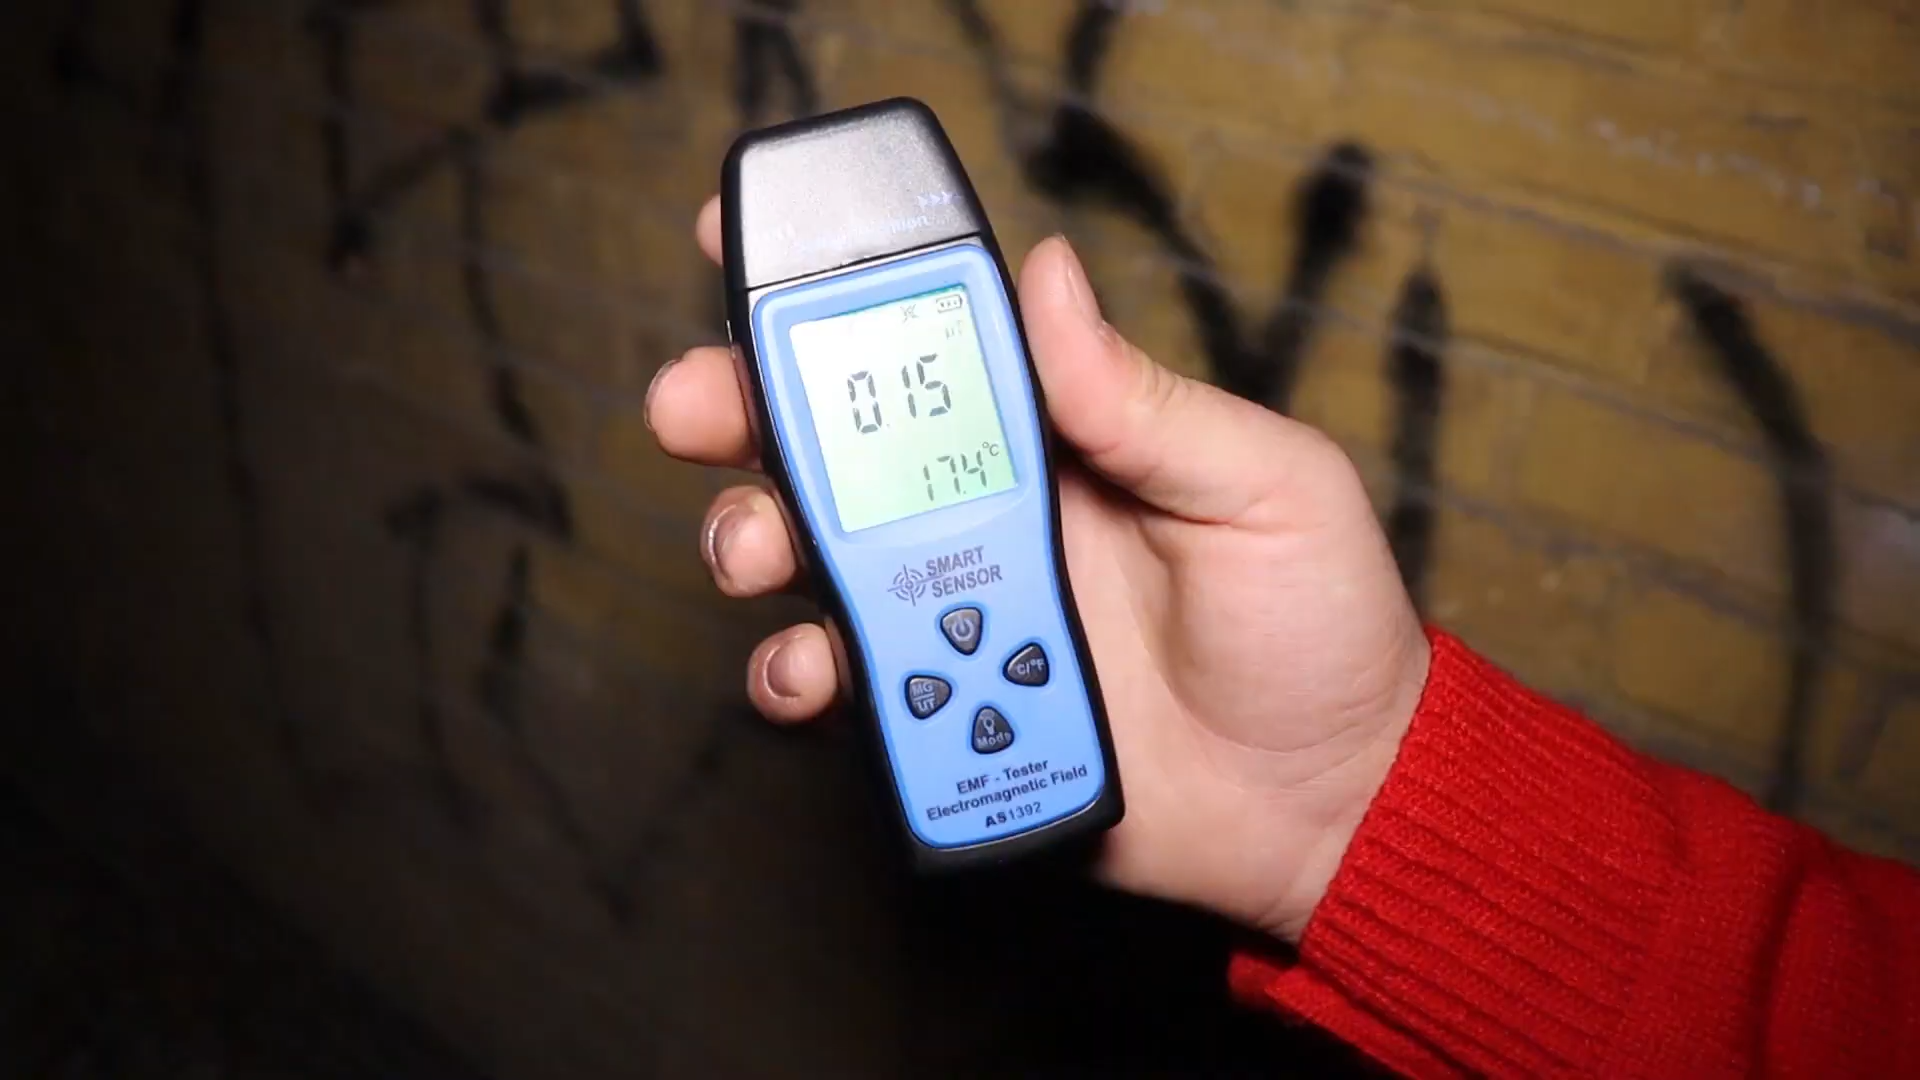 µT
0.15
17.4°C
SMART
SENSOR
C/°F
MG
UT
Mode
EMF - Tester
Electromagnetic Field
AS1392